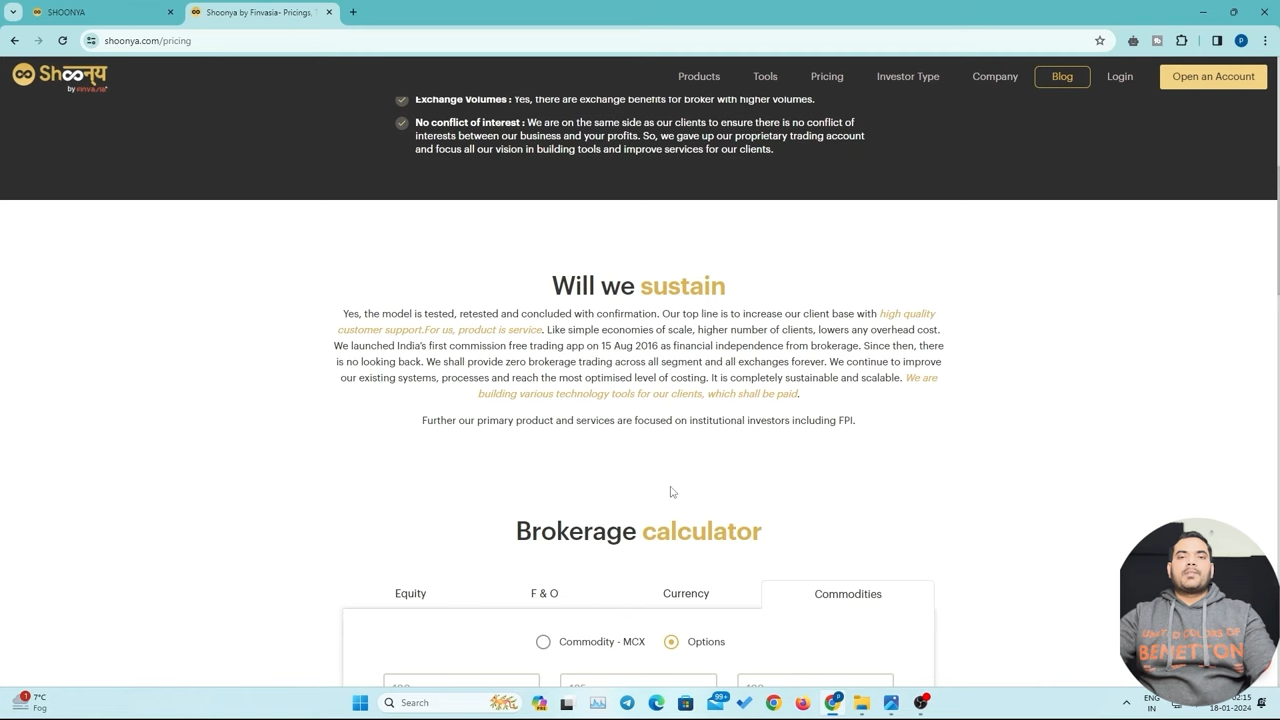 SHOONYA
Shoonya by Finvasia- Pricings,
shoonya.com/pricing
Shoonय
by FINVASIA
Products Tools Pricing Investor Type Company Blog Login Open an Account
Exchange Volumes : Yes, there are exchange benefits for broker with higher volumes.
No conflict of interest : We are on the same side as our clients to ensure there is no conflict of
interests between our business and your profits. So, we gave up our proprietary trading account
and focus all our vision in building tools and improve services for our clients.
Will we sustain
Yes, the model is tested, retested and concluded with confirmation. Our top line is to increase our client base with high quality
customer support.For us, product is service. Like simple economies of scale, higher number of clients, lowers any overhead cost.
We launched India's first commission free trading app on 15 Aug 2016 as financial independence from brokerage. Since then, there
is no looking back. We shall provide zero brokerage trading across all segment and all exchanges forever. We continue to improve
our existing systems, processes and reach the most optimised level of costing. It is completely sustainable and scalable. We are
building various technology tools for our clients, which shall be paid.
Further our primary product and services are focused on institutional investors including FPI.
Brokerage calculator
Equity F & O Currency Commodities
Commodity - MCX Options
UNITED COLORS OF
BENETTON
1
7°C
Fog
Search
99+
ENG
IN
02:15
18-01-2024